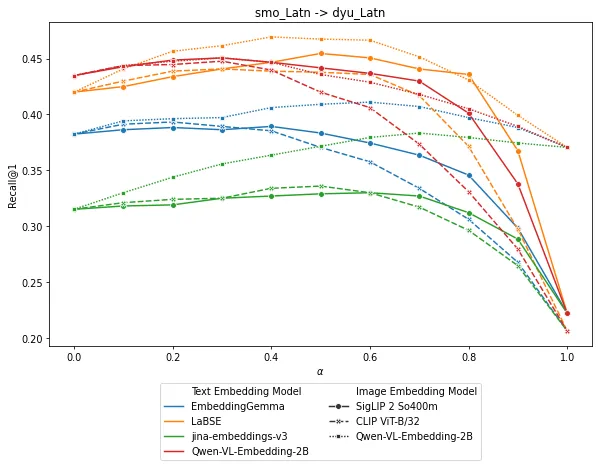 smo_Latn -> dyu_Latn
Recall@1
0.45
0.40
0.35
0.30
0.25
0.20
0.0 0.2 0.4 0.6 0.8 1.0
α
Text Embedding Model Image Embedding Model
EmbeddingGemma SigLIP 2 So400m
LaBSE CLIP ViT-B/32
jina-embeddings-v3 Qwen-VL-Embedding-2B
Qwen-VL-Embedding-2B